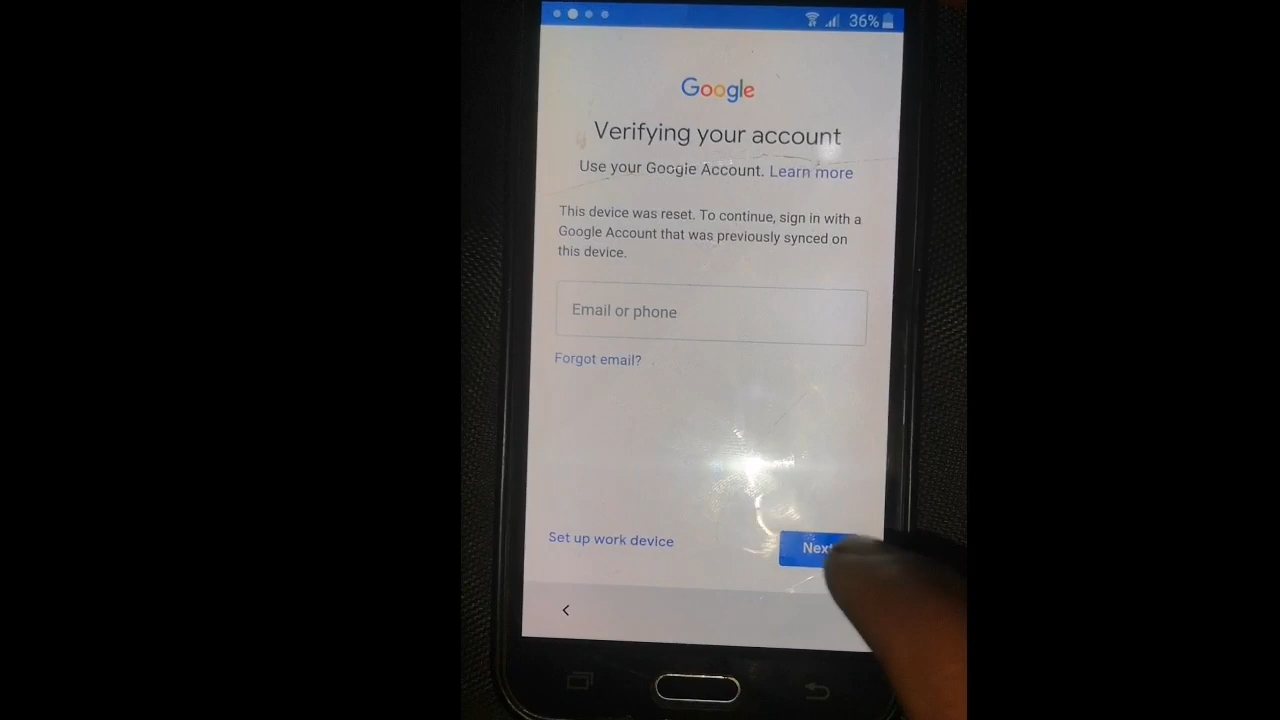 36%
Google
Verifying your account
Use your Google Account. Learn more
This device was reset. To continue, sign in with a
Google Account that was previously synced on
this device.
Email or phone
Forgot email?
Set up work device
Next